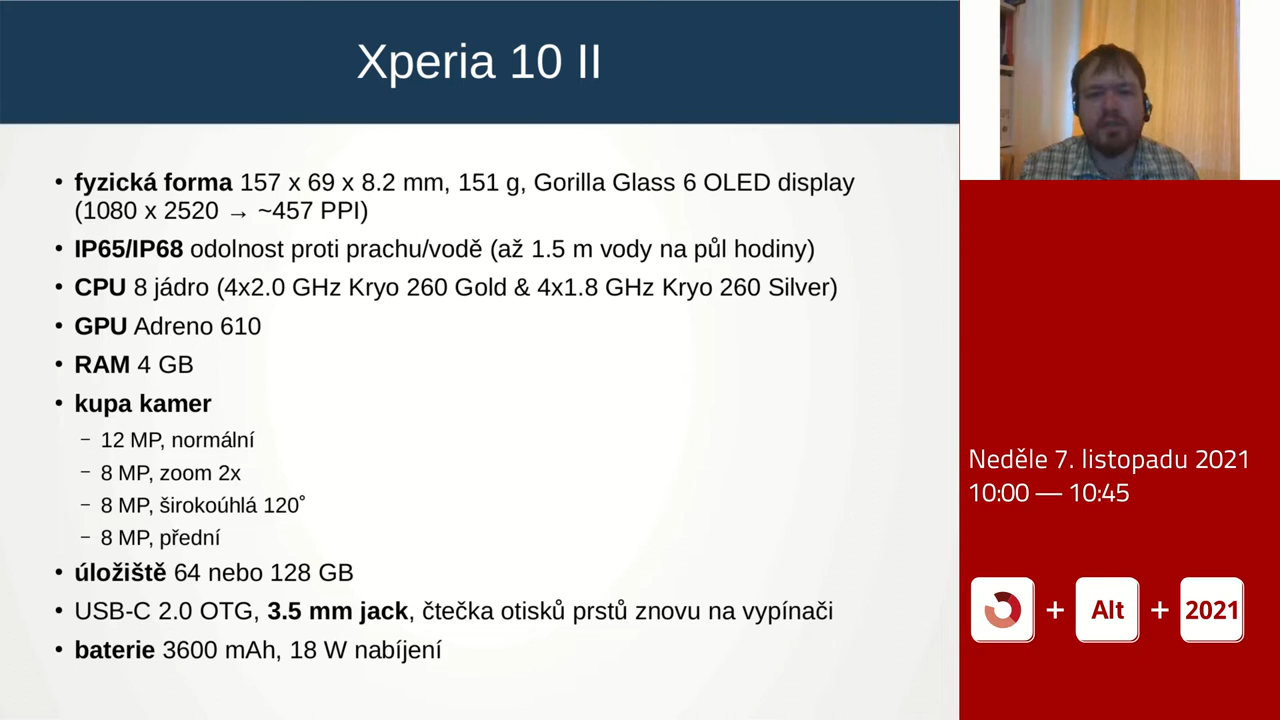 Xperia 10 II
• fyzická forma 157 x 69 x 8.2 mm, 151 g, Gorilla Glass 6 OLED display
(1080 x 2520 → ~457 PPI)
• IP65/IP68 odolnost proti prachu/vodě (až 1.5 m vody na půl hodiny)
• CPU 8 jádro (4x2.0 GHz Kryo 260 Gold & 4x1.8 GHz Kryo 260 Silver)
• GPU Adreno 610
• RAM 4 GB
• kupa kamer
– 12 MP, normální
– 8 MP, zoom 2x
– 8 MP, širokoúhlá 120˚
– 8 MP, přední
• úložiště 64 nebo 128 GB
• USB-C 2.0 OTG, 3.5 mm jack, čtečka otisků prstů znovu na vypínači
• baterie 3600 mAh, 18 W nabíjení
Neděle 7. listopadu 2021
10:00 — 10:45
+ Alt + 2021